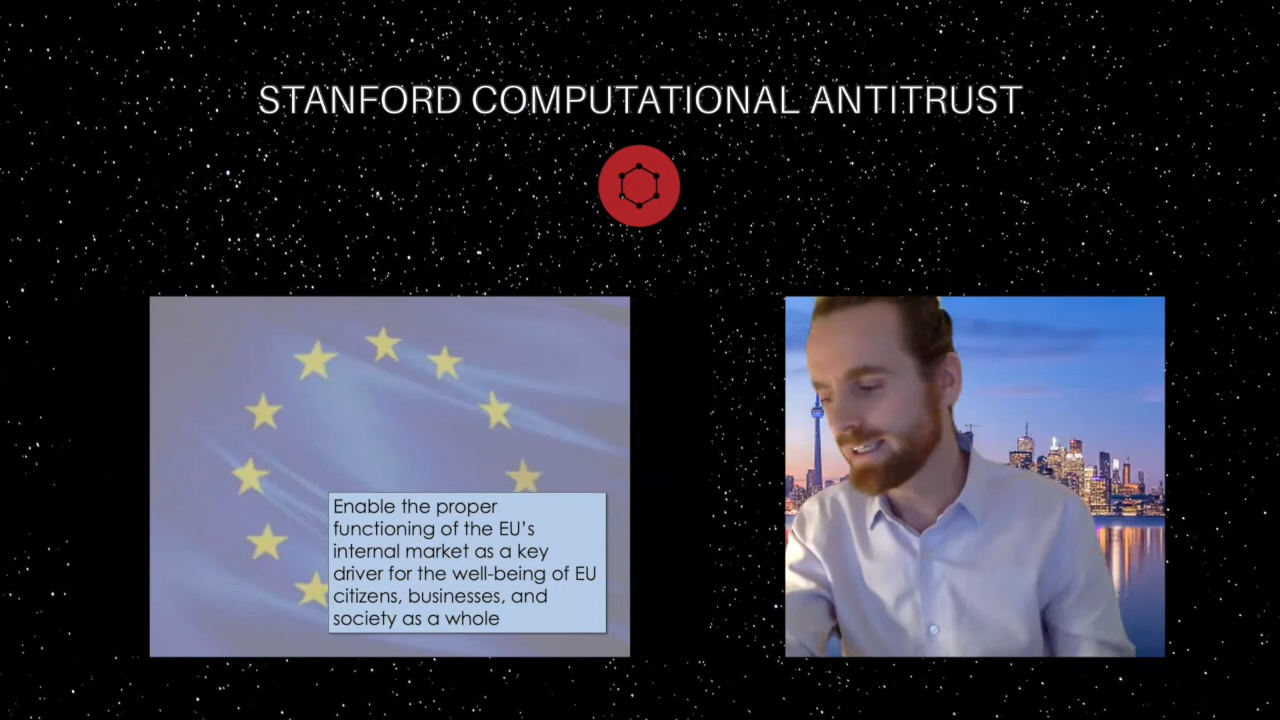 STANFORD COMPUTATIONAL ANTITRUST
Enable the proper
functioning of the EU's
internal market as a key
driver for the well-being of EU
citizens, businesses, and
society as a whole